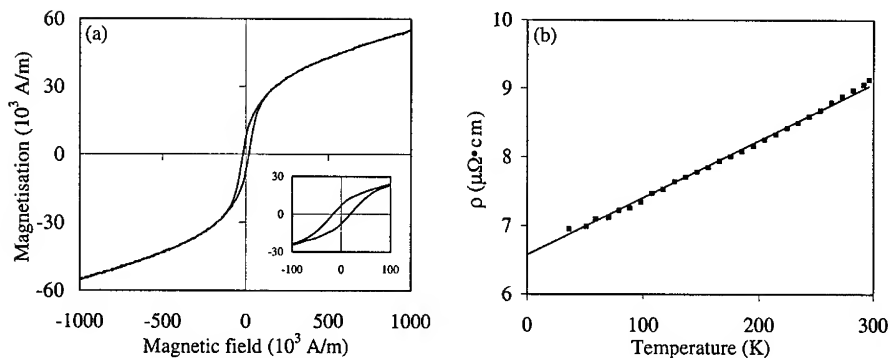 (a)
Magnetisation (10³ A/m)
60
30
0
-30
-60
-1000 -500 0 500 1000
Magnetic field (10³ A/m)
30
0
-30
-100 0 100
(b)
ρ (μΩ•cm)
10
9
8
7
6
0 100 200 300
Temperature (K)